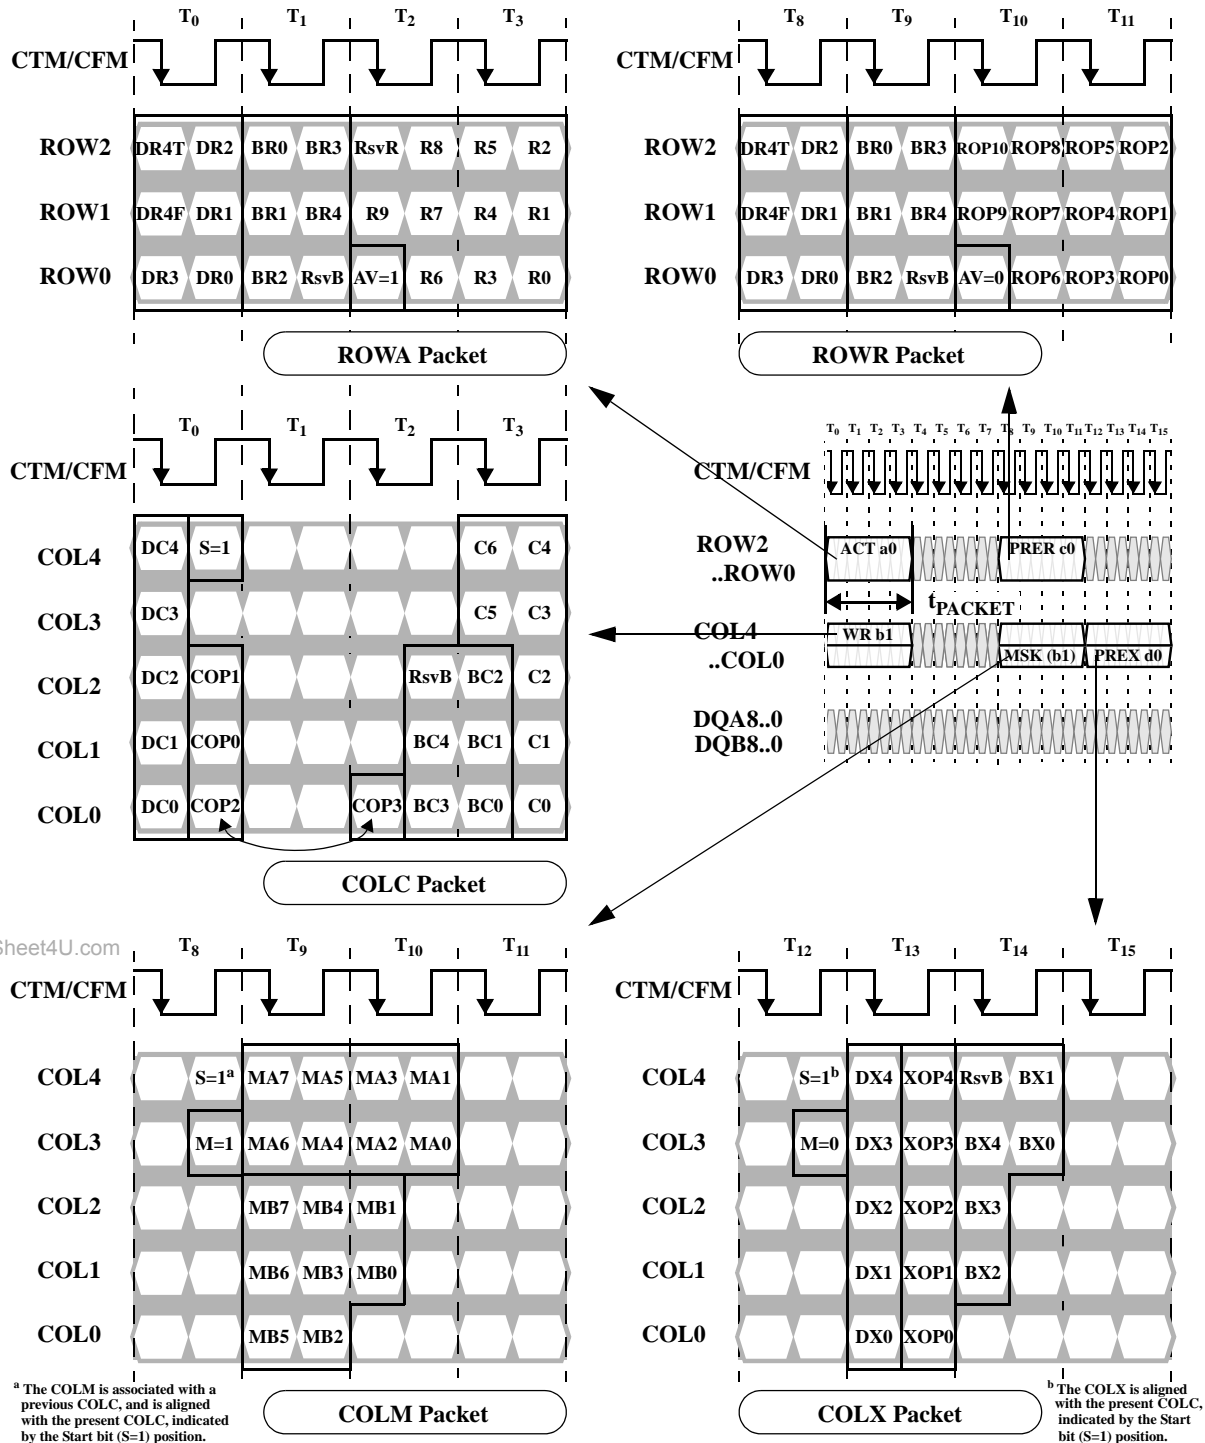 T0 T1 T2 T3
CTM/CFM
ROW2 DR4T DR2 BR0 BR3 RsvR R8 R5 R2
ROW1 DR4F DR1 BR1 BR4 R9 R7 R4 R1
ROW0 DR3 DR0 BR2 RsvB AV=1 R6 R3 R0
ROWA Packet
T8 T9 T10 T11
CTM/CFM
ROW2 DR4T DR2 BR0 BR3 ROP10 ROP8 ROP5 ROP2
ROW1 DR4F DR1 BR1 BR4 ROP9 ROP7 ROP4 ROP1
ROW0 DR3 DR0 BR2 RsvB AV=0 ROP6 ROP3 ROP0
ROWR Packet
T0 T1 T2 T3
CTM/CFM
COL4 DC4 S=1 C6 C4
COL3 DC3 C5 C3
COL2 DC2 COP1 RsvB BC2 C2
COL1 DC1 COP0 BC4 BC1 C1
COL0 DC0 COP2 COP3 BC3 BC0 C0
COLC Packet
T0 T1 T2 T3 T4 T5 T6 T7 T8 T9 T10 T11 T12 T13 T14 T15
CTM/CFM
ROW2 ACT a0 PRER c0
..ROW0
tPACKET
COL4 WR b1
..COL0 MSK (b1) PREX d0
DQA8..0
DQB8..0
Sheet4U.com
T8 T9 T10 T11
CTM/CFM
COL4 S=1a MA7 MA5 MA3 MA1
COL3 M=1 MA6 MA4 MA2 MA0
COL2 MB7 MB4 MB1
COL1 MB6 MB3 MB0
COL0 MB5 MB2
a The COLM is associated with a
previous COLC, and is aligned
with the present COLC, indicated
by the Start bit (S=1) position.
COLM Packet
T12 T13 T14 T15
CTM/CFM
COL4 S=1b DX4 XOP4 RsvB BX1
COL3 M=0 DX3 XOP3 BX4 BX0
COL2 DX2 XOP2 BX3
COL1 DX1 XOP1 BX2
COL0 DX0 XOP0
COLX Packet
b The COLX is aligned
with the present COLC,
indicated by the Start
bit (S=1) position.